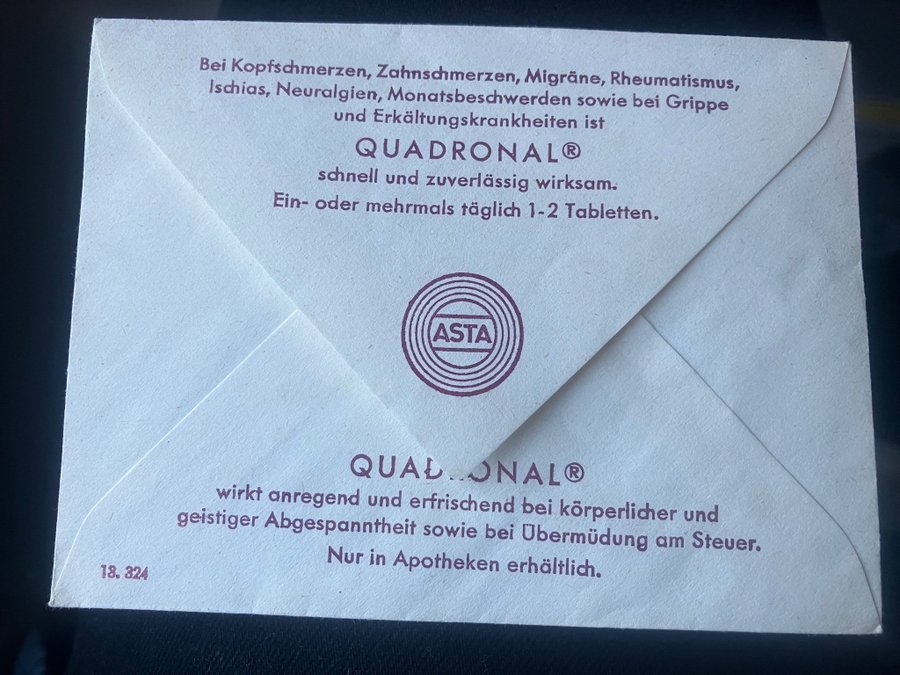 Bei Kopfschmerzen, Zahnschmerzen, Migräne, Rheumatismus,
Ischias, Neuralgien, Monatsbeschwerden sowie bei Grippe
und Erkältungskrankheiten ist
QUADRONAL®
schnell und zuverlässig wirksam.
Ein- oder mehrmals täglich 1-2 Tabletten.
ASTA
QUADRONAL®
wirkt anregend und erfrischend bei körperlicher und
geistiger Abgespanntheit sowie bei Übermüdung am Steuer.
Nur in Apotheken erhältlich.
13. 324